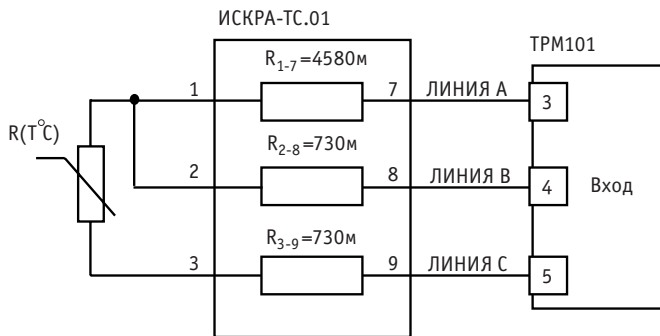 ИСКРА-ТС.01
ТРМ101
R1-7=458Ом
1
7
ЛИНИЯ А
3
R(T°C)
R2-8=73Ом
2
8
ЛИНИЯ В
4
Вход
R3-9=73Ом
3
9
ЛИНИЯ С
5